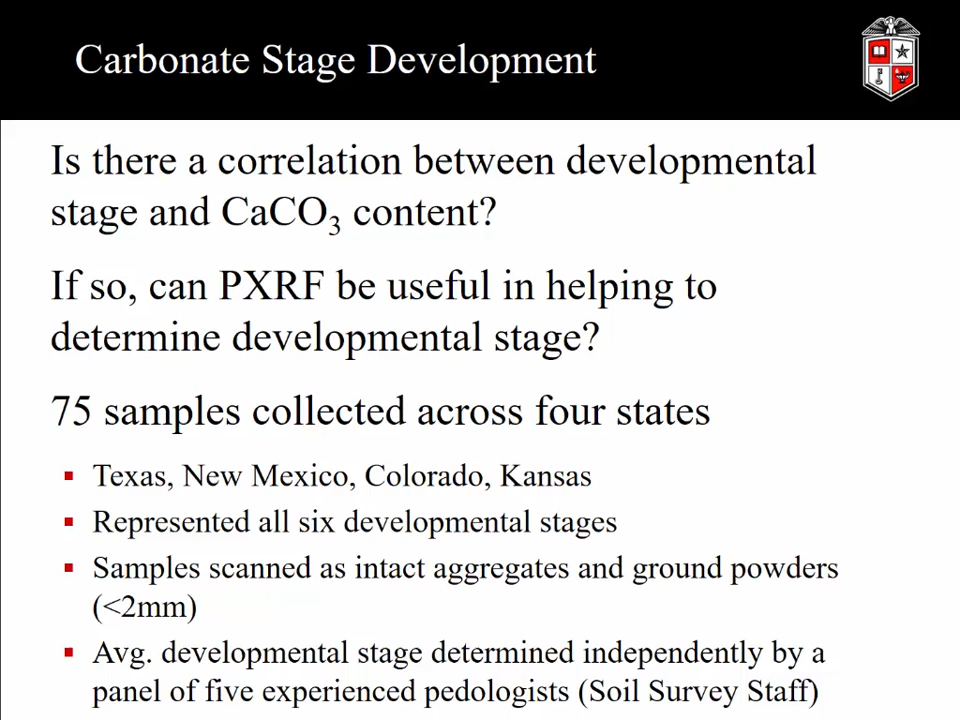 Carbonate Stage Development
Is there a correlation between developmental
stage and CaCO₃ content?
If so, can PXRF be useful in helping to
determine developmental stage?
75 samples collected across four states
▪ Texas, New Mexico, Colorado, Kansas
▪ Represented all six developmental stages
▪ Samples scanned as intact aggregates and ground powders
(<2mm)
▪ Avg. developmental stage determined independently by a
panel of five experienced pedologists (Soil Survey Staff)